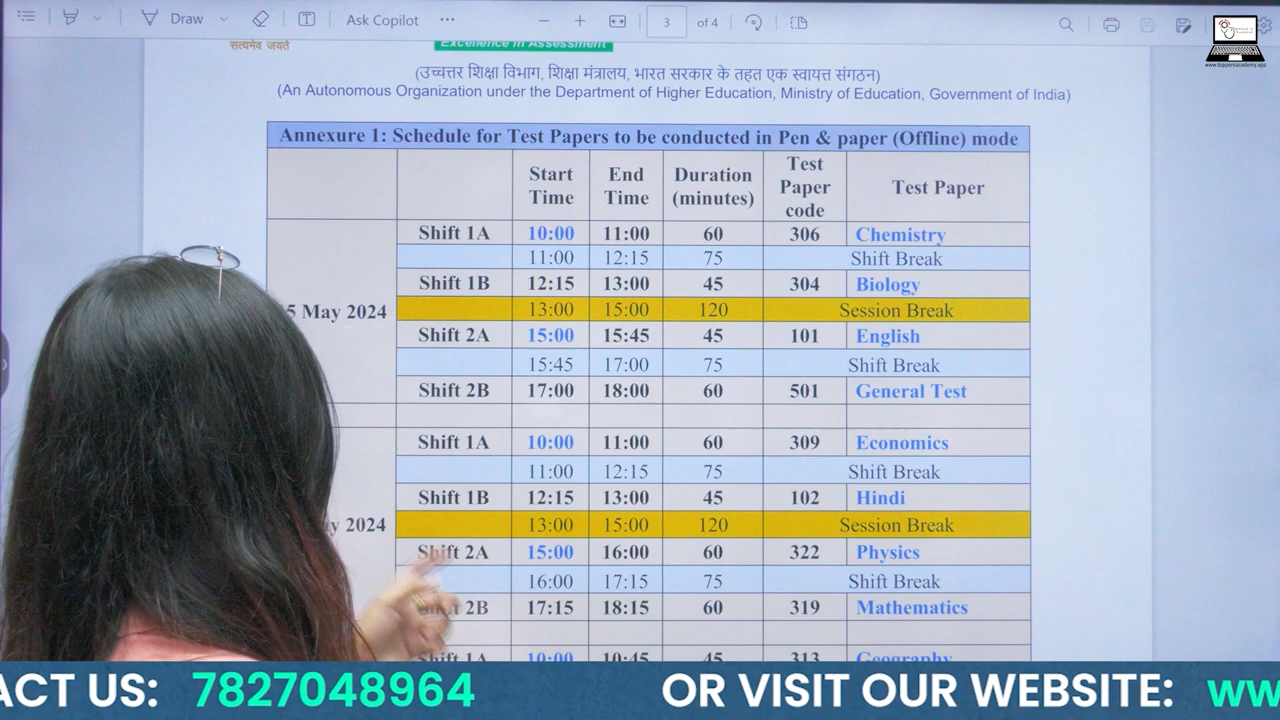 Draw
Ask Copilot
3 of 4
www.toppersacademy.app
सत्यमेव जयते
Excellence in Assessment
(उच्चत्तर शिक्षा विभाग, शिक्षा मंत्रालय, भारत सरकार के तहत एक स्वायत्त संगठन)
(An Autonomous Organization under the Department of Higher Education, Ministry of Education, Government of India)
Annexure 1: Schedule for Test Papers to be conducted in Pen & paper (Offline) mode
Start Time End Time Duration (minutes) Test Paper code Test Paper
Shift 1A 10:00 11:00 60 306 Chemistry
11:00 12:15 75 Shift Break
Shift 1B 12:15 13:00 45 304 Biology
5 May 2024
13:00 15:00 120 Session Break
Shift 2A 15:00 15:45 45 101 English
15:45 17:00 75 Shift Break
Shift 2B 17:00 18:00 60 501 General Test
Shift 1A 10:00 11:00 60 309 Economics
11:00 12:15 75 Shift Break
Shift 1B 12:15 13:00 45 102 Hindi
y 2024 13:00 15:00 120 Session Break
Shift 2A 15:00 16:00 60 322 Physics
16:00 17:15 75 Shift Break
Shift 2B 17:15 18:15 60 319 Mathematics
Shift 1A 10:00 10:45 45 313 Geography
ACT US: 7827048964 OR VISIT OUR WEBSITE: ww